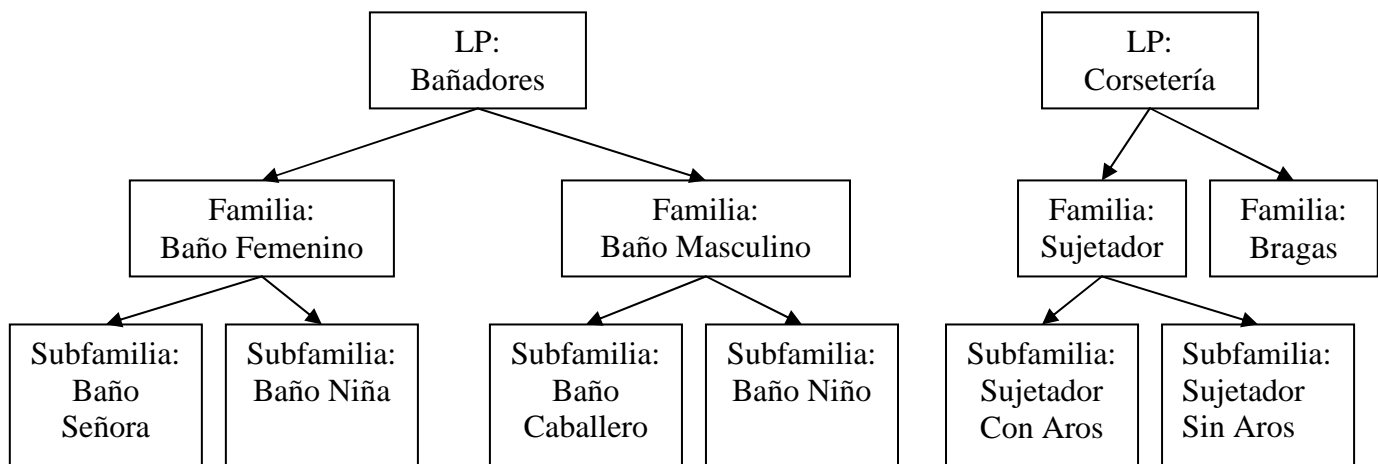 LP:
Bañadores
LP:
Corsetería
Familia:
Baño Femenino
Familia:
Baño Masculino
Familia:
Sujetador
Familia:
Bragas
Subfamilia:
Baño
Señora
Subfamilia:
Baño Niña
Subfamilia:
Baño
Caballero
Subfamilia:
Baño Niño
Subfamilia:
Sujetador
Con Aros
Subfamilia:
Sujetador
Sin Aros